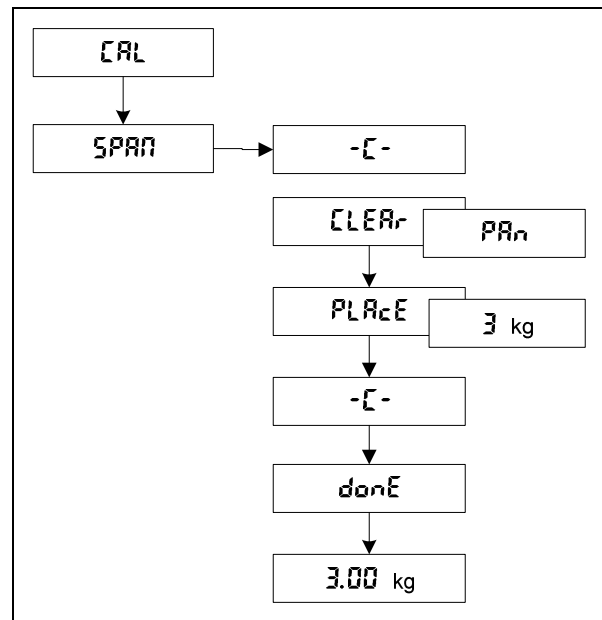 CAL
SPAN -C-
CLEAr PAn
PLAcE 3 kg
-C-
donE
3.00 kg